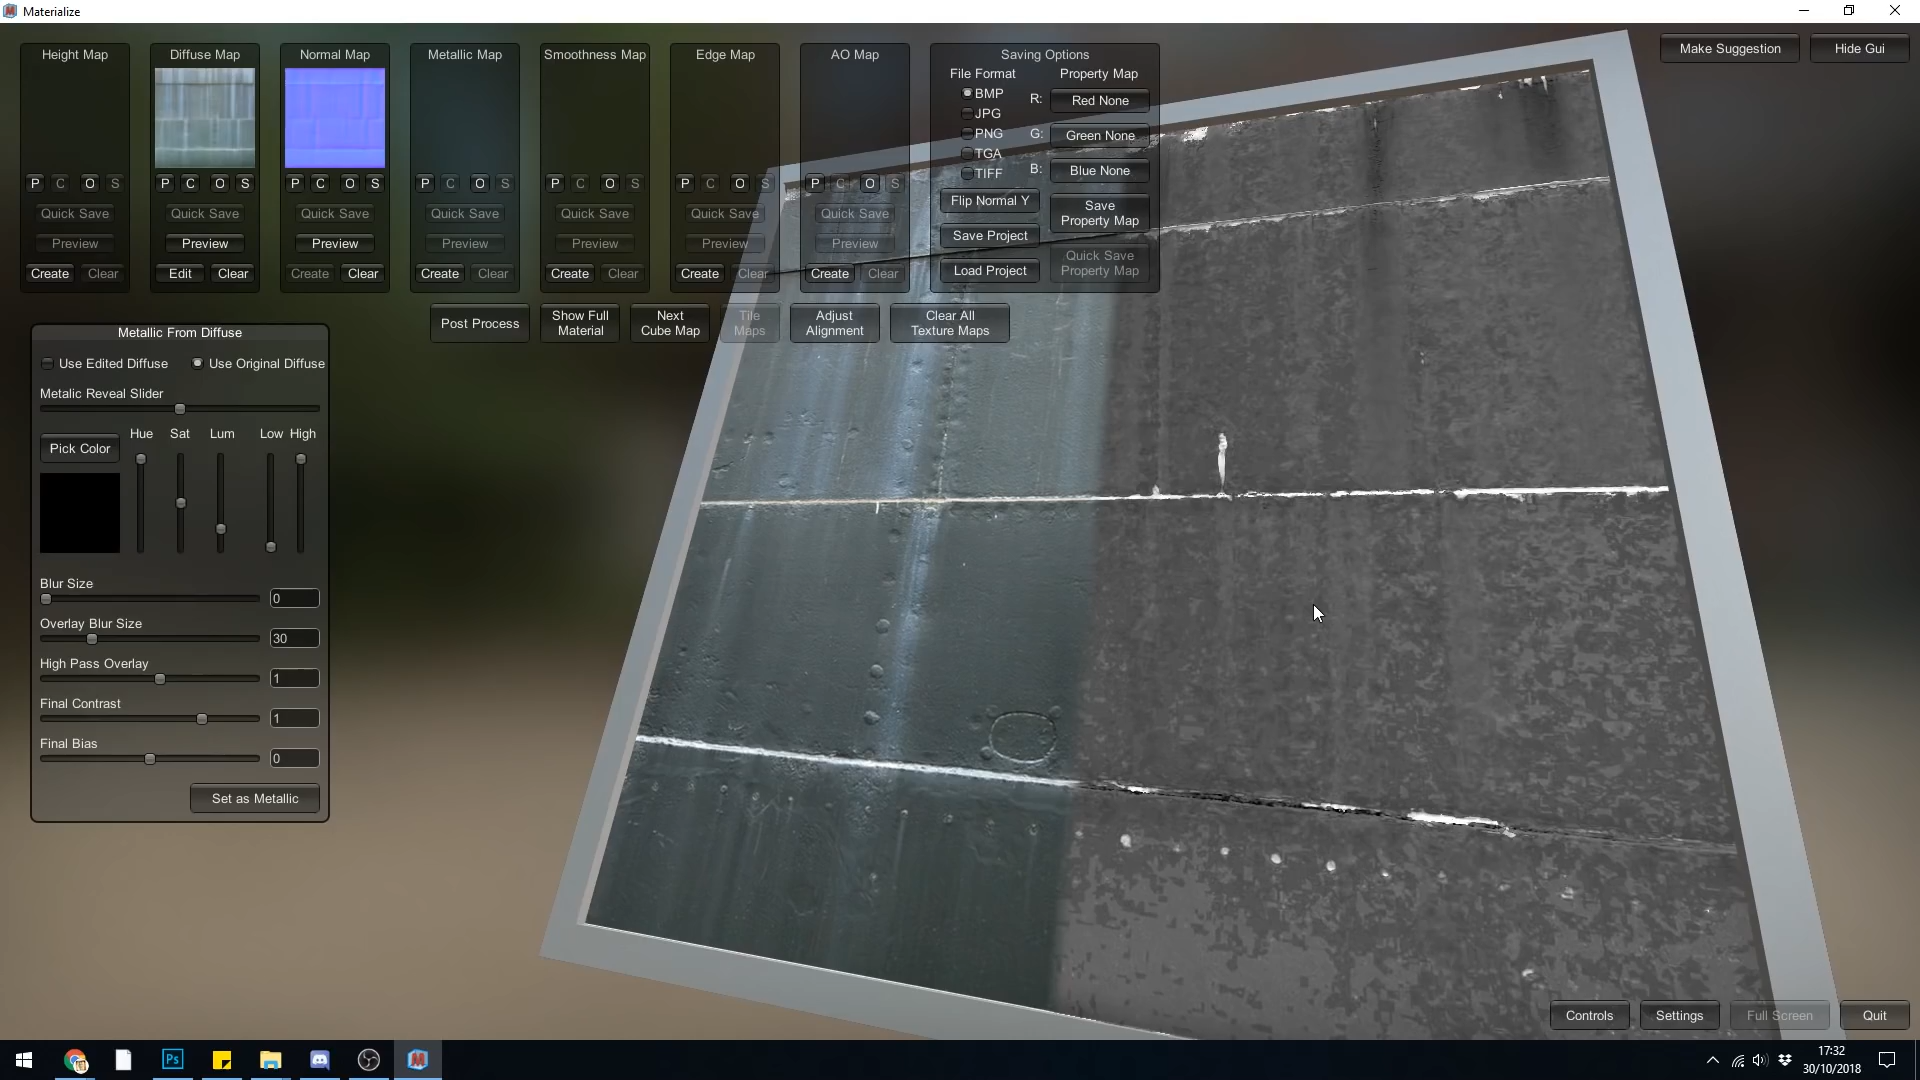 Materialize
Height Map
P C O S
Quick Save
Preview
Create Clear
Diffuse Map
P C O S
Quick Save
Preview
Edit Clear
Normal Map
P C O S
Quick Save
Preview
Create Clear
Metallic Map
P C O S
Quick Save
Preview
Create Clear
Smoothness Map
P C O S
Quick Save
Preview
Create Clear
Edge Map
P C O S
Quick Save
Preview
Create Clear
AO Map
P C O S
Quick Save
Preview
Create Clear
Saving Options
File Format
BMP
JPG
PNG
TGA
TIFF
Flip Normal Y
Save Project
Load Project
Property Map
R: Red None
G: Green None
B: Blue None
Save
Property Map
Quick Save
Property Map
Make Suggestion
Hide Gui
Post Process
Show Full
Material
Next
Cube Map
Tile
Maps
Adjust
Alignment
Clear All
Texture Maps
Metallic From Diffuse
Use Edited Diffuse Use Original Diffuse
Metalic Reveal Slider
Pick Color Hue Sat Lum Low High
Blur Size
0
Overlay Blur Size
30
High Pass Overlay
1
Final Contrast
1
Final Bias
0
Set as Metallic
Controls Settings Full Screen Quit
Ps
17:32
30/10/2018